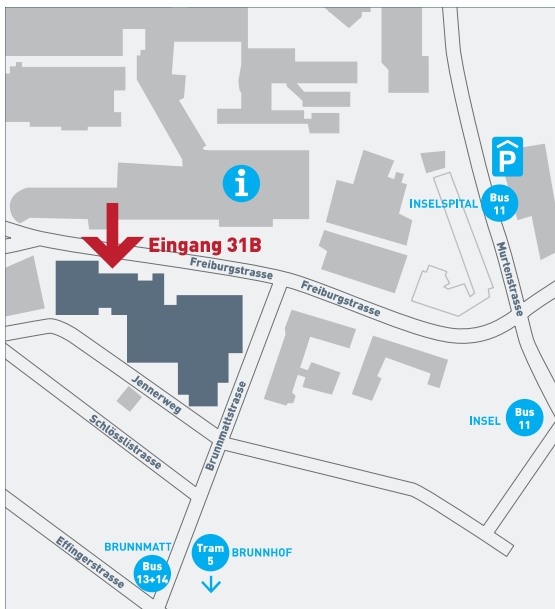 P
i
INSELSPITAL
Bus
11
Eingang 31B
Freiburgstrasse
Freiburgstrasse
Murtenstrasse
Jennerweg
Brunnmattstrasse
INSEL
Bus
11
Schlösslistrasse
Effingerstrasse
BRUNNMATT
Bus
13+14
Tram
5
BRUNNHOF